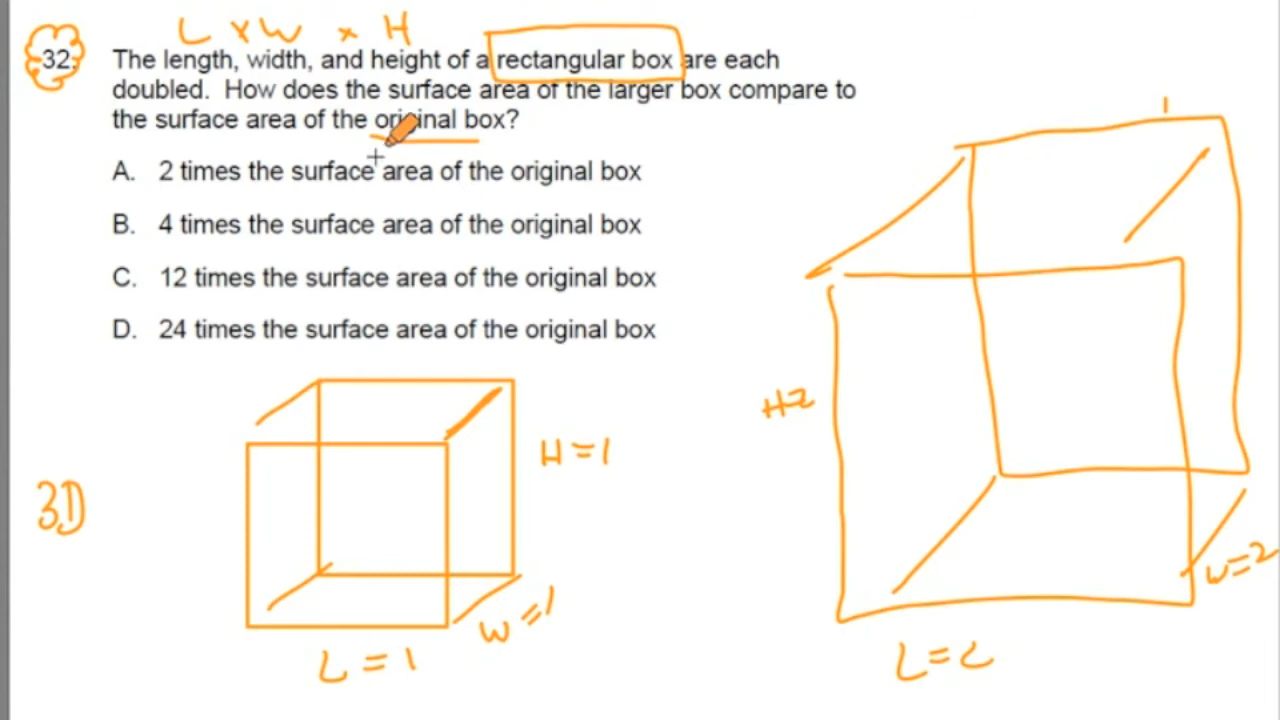 L x W x H
32. The length, width, and height of a rectangular box are each
doubled. How does the surface area of the larger box compare to
the surface area of the original box?
A. 2 times the surface area of the original box
B. 4 times the surface area of the original box
C. 12 times the surface area of the original box
D. 24 times the surface area of the original box
H = 1
W = 1
L = 1
3D
H2
W = 2
L = 2